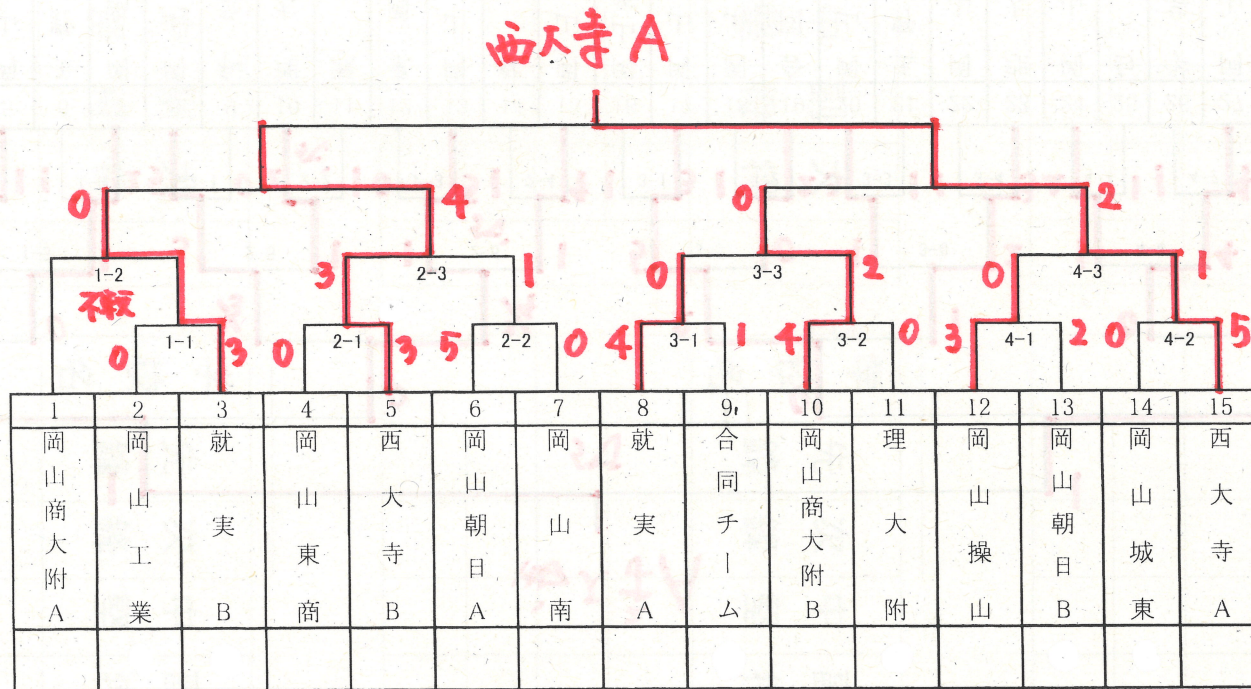 西大寺 A
0 4 0 2
1-2 3 2-3 1 0 3-3 2 0 4-3 1
不戦
0 1-1 3 0 2-1 3 5 2-2 0 4 3-1 1 4 3-2 0 3 4-1 2 0 4-2 5
1 2 3 4 5 6 7 8 9 10 11 12 13 14 15
岡山商大附A
岡山工業
就実B
岡山東商
西大寺B
岡山朝日A
岡山南
就実A
合同チーム
岡山商大附B
理大附
岡山操山
岡山朝日B
岡山城東
西大寺A